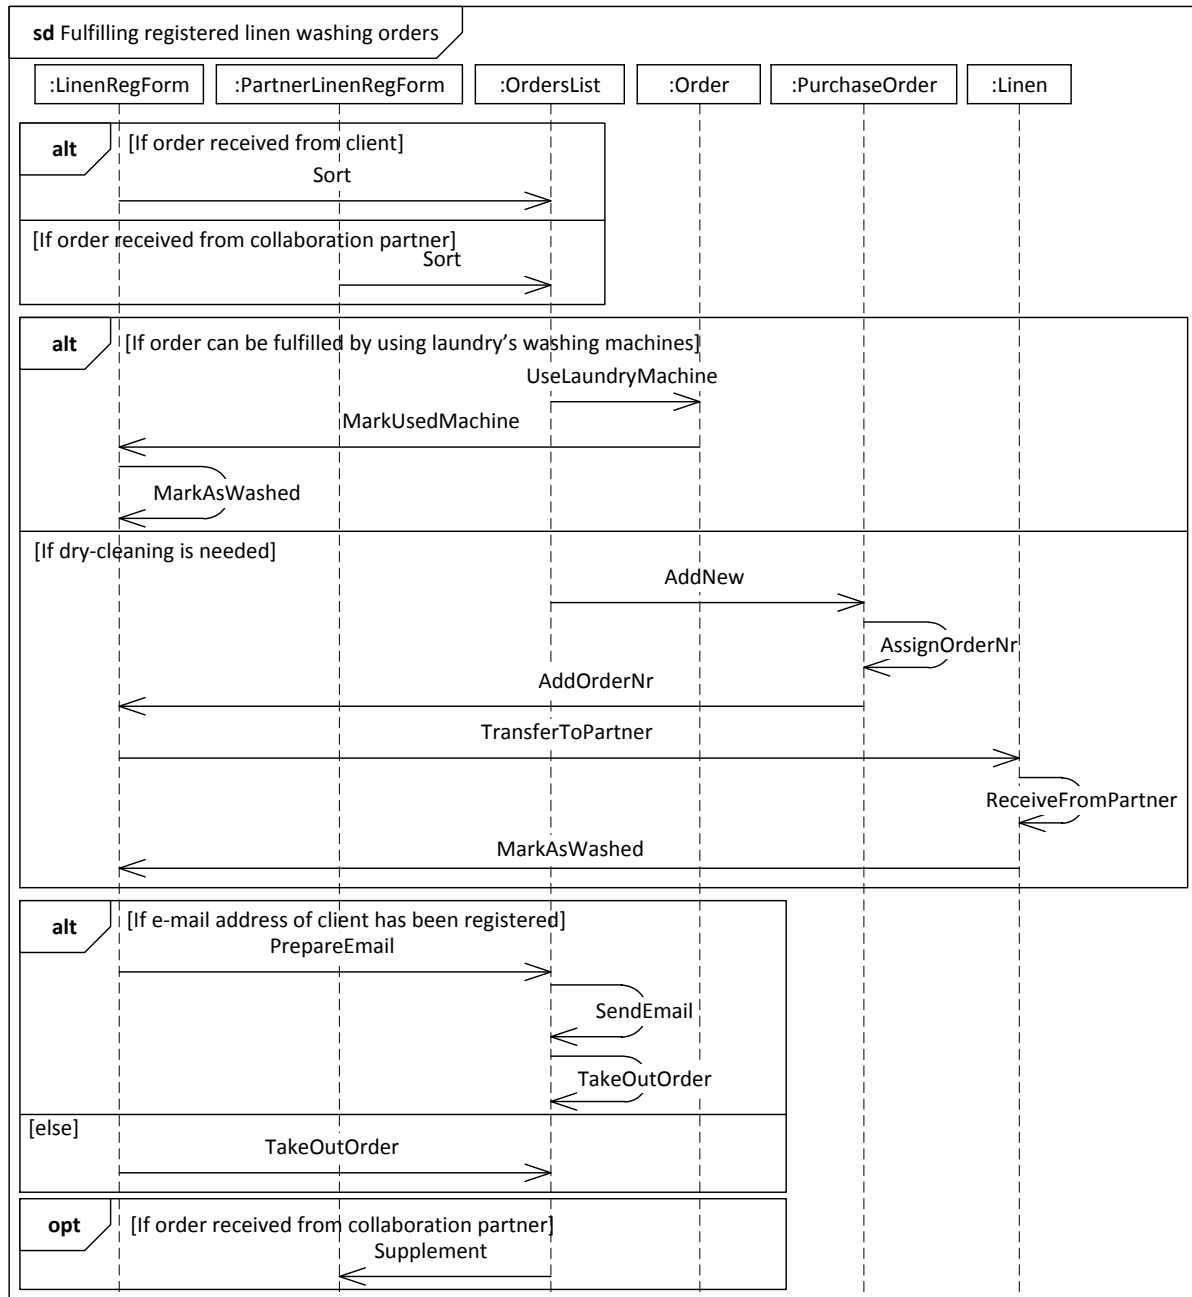 sd Fulfilling registered linen washing orders
:LinenRegForm :PartnerLinenRegForm :OrdersList :Order :PurchaseOrder :Linen
alt [If order received from client]
Sort
[If order received from collaboration partner]
Sort
alt [If order can be fulfilled by using laundry's washing machines]
UseLaundryMachine
MarkUsedMachine
MarkAsWashed
[If dry-cleaning is needed]
AddNew
AssignOrderNr
AddOrderNr
TransferToPartner
ReceiveFromPartner
MarkAsWashed
alt [If e-mail address of client has been registered]
PrepareEmail
SendEmail
TakeOutOrder
[else]
TakeOutOrder
opt [If order received from collaboration partner]
Supplement